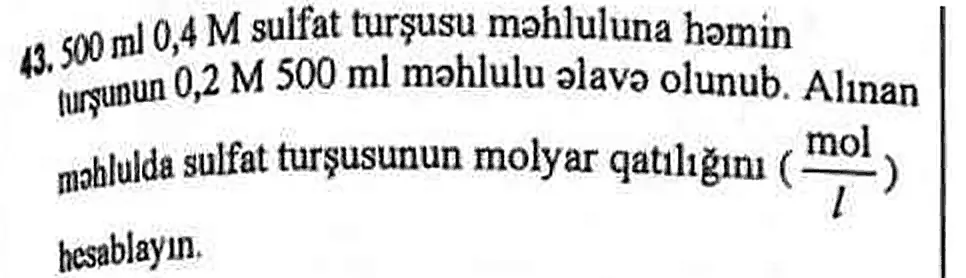 43. 500 ml 0,4 M sulfat turşusu məhluluna həmin
turşunun 0,2 M 500 ml məhlulu əlavə olunub. Alınan
məhlulda sulfat turşusunun molyar qatılığını (mol/l)
hesablayın.